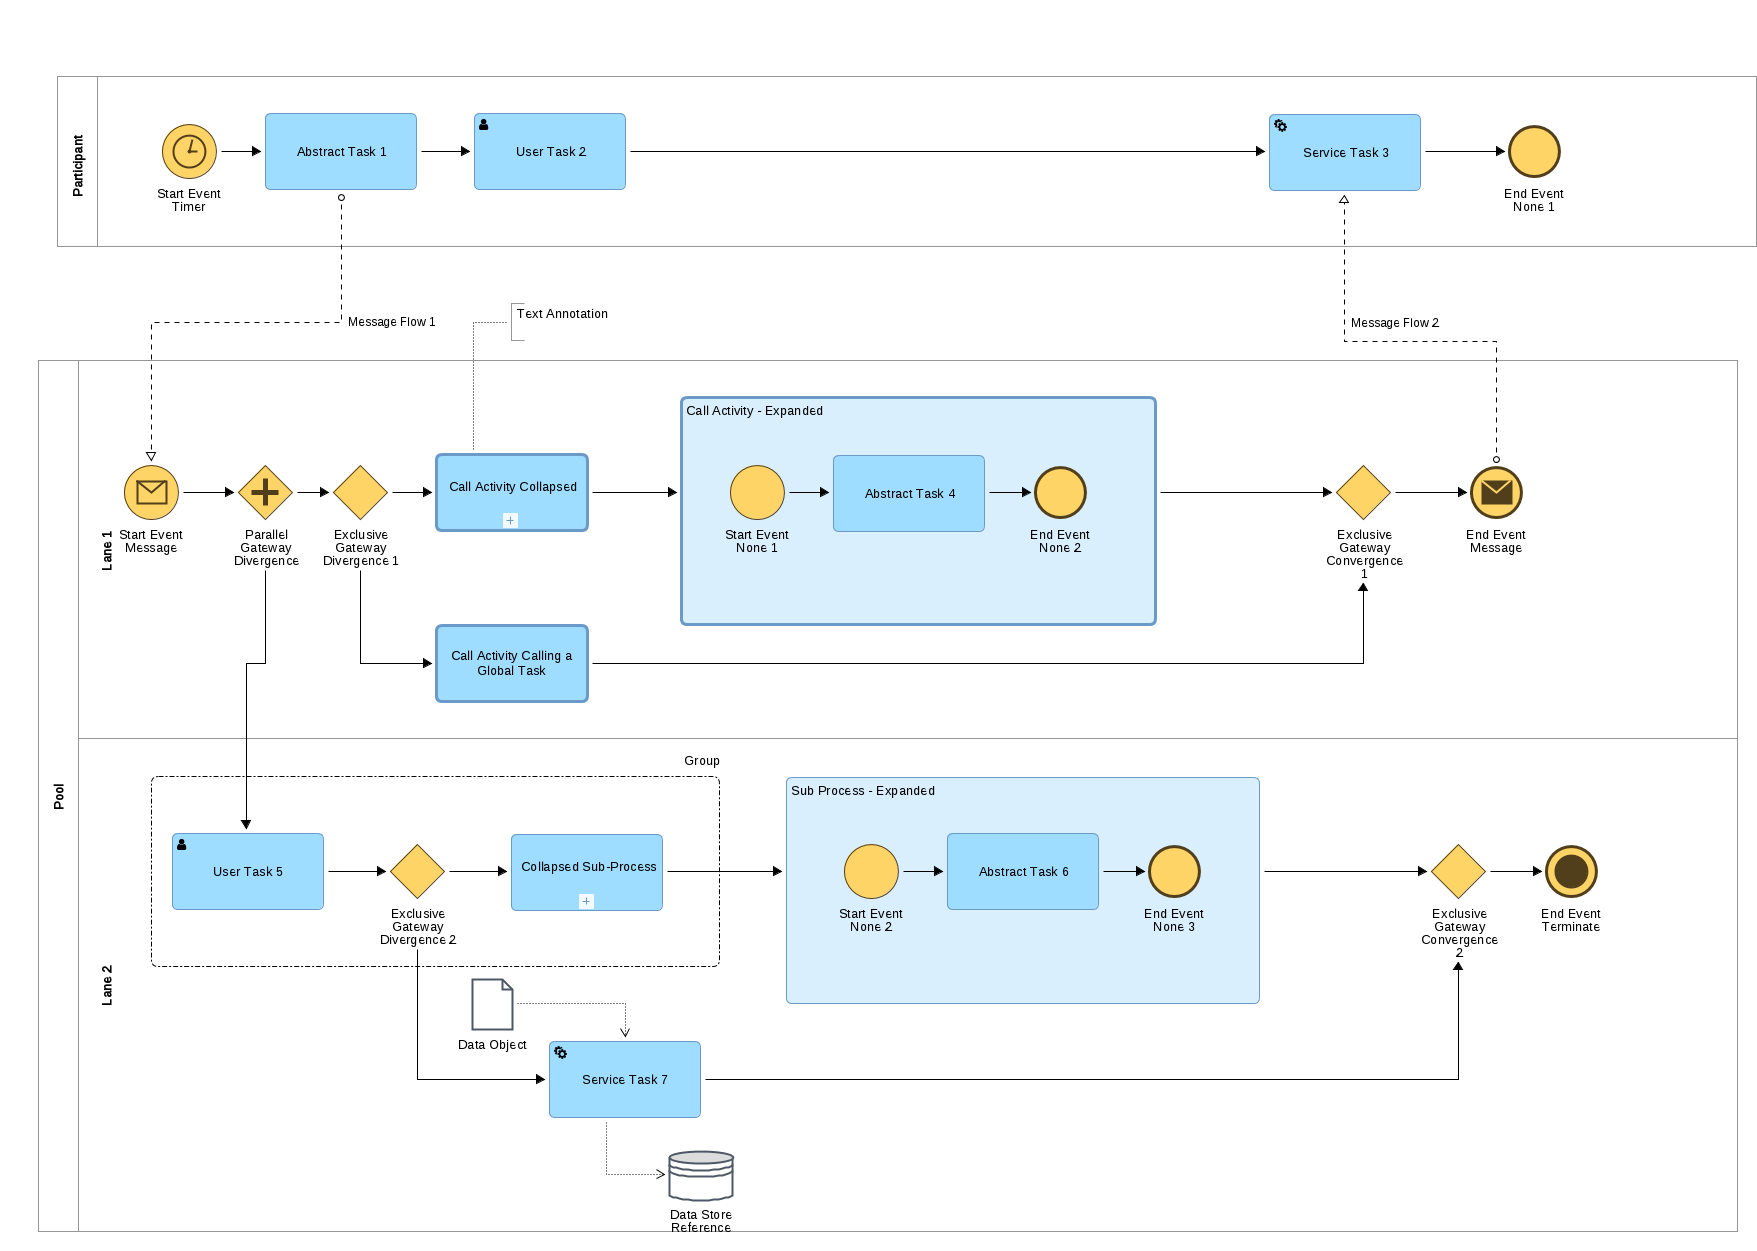 Participant
Abstract Task 1
User Task 2
Service Task 3
Start Event
Timer
End Event
None 1
Message Flow 1
Text Annotation
Message Flow 2
Pool
Lane 1
Call Activity - Expanded
Call Activity Collapsed
Abstract Task 4
Start Event
Message
Parallel
Gateway
Divergence
Exclusive
Gateway
Divergence 1
Start Event
None 1
End Event
None 2
Exclusive
Gateway
Convergence
1
End Event
Message
Call Activity Calling a
Global Task
Lane 2
Group
Sub Process - Expanded
User Task 5
Collapsed Sub-Process
Abstract Task 6
Exclusive
Gateway
Divergence 2
Start Event
None 2
End Event
None 3
Exclusive
Gateway
Convergence
2
End Event
Terminate
Data Object
Service Task 7
Data Store
Reference